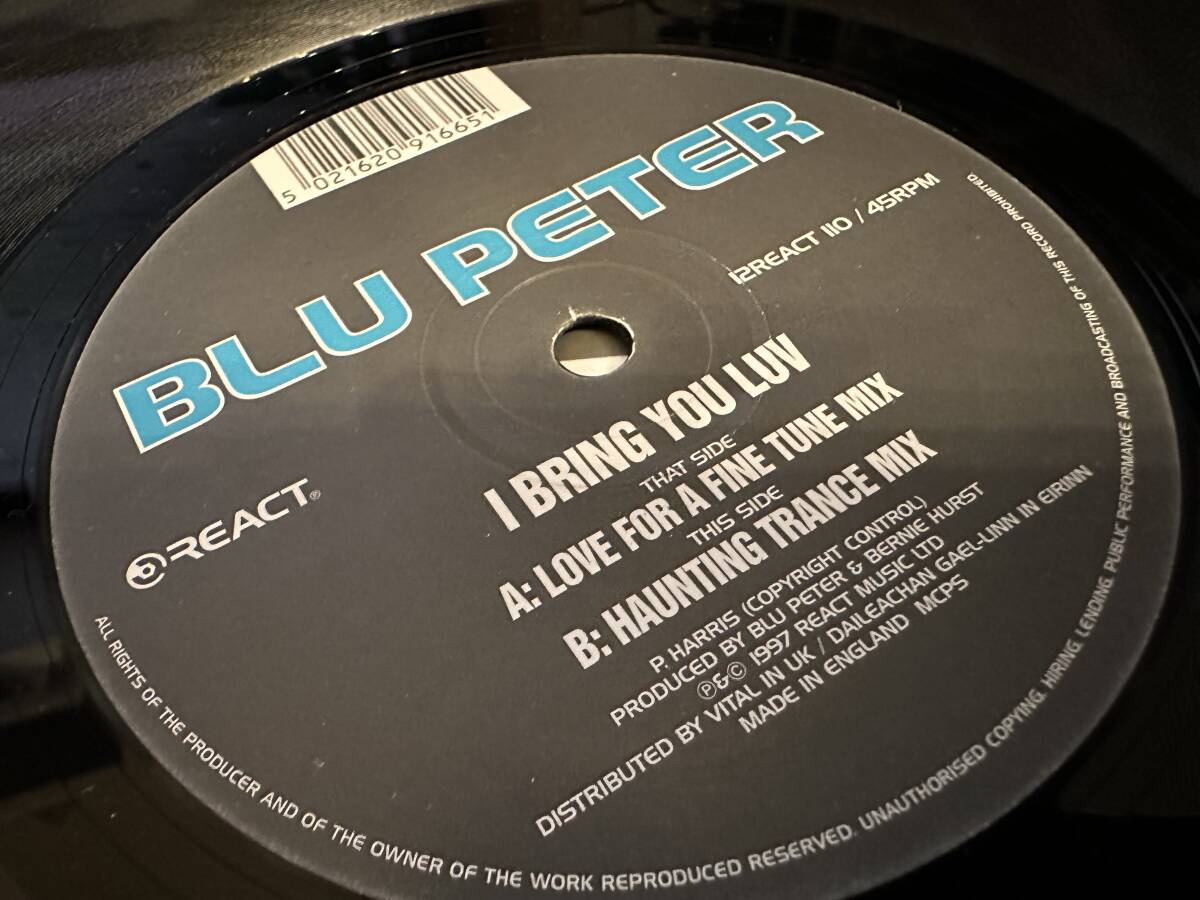 5 021620 916651
BLU PETER
12REACT 110 / 45RPM
REACT®
I BRING YOU LUV
THAT SIDE
A: LOVE FOR A FINE TUNE MIX
THIS SIDE
B: HAUNTING TRANCE MIX
P. HARRIS (COPYRIGHT CONTROL)
PRODUCED BY BLU PETER & BERNIE HURST
℗&© 1997 REACT MUSIC LTD
DISTRIBUTED BY VITAL IN UK / DAILEACHAN GAEL-LINN IN EIRINN
MADE IN ENGLAND MCPS
ALL RIGHTS OF THE PRODUCER AND OF THE OWNER OF THE WORK REPRODUCED RESERVED. UNAUTHORISED COPYING. HIRING. LENDING. PUBLIC PERFORMANCE AND BROADCASTING OF THIS RECORD PROHIBITED